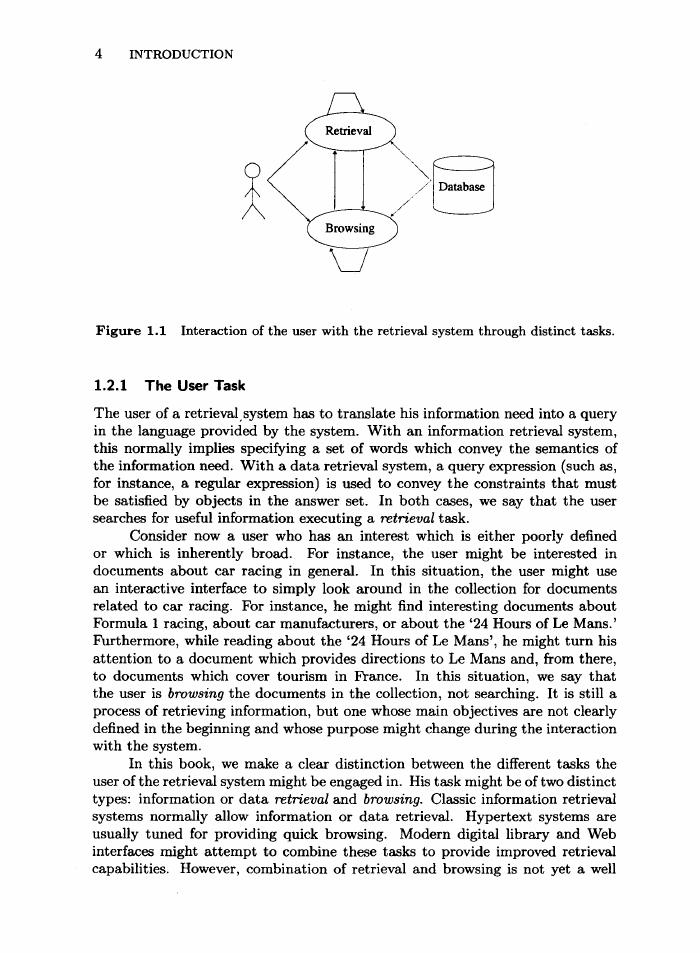 4 INTRODUCTION
Retrieval
Database
Browsing
Figure 1.1 Interaction of the user with the retrieval system through distinct tasks.
1.2.1 The User Task
The user of a retrieval system has to translate his information need into a query
in the language provided by the system. With an information retrieval system,
this normally implies specifying a set of words which convey the semantics of
the information need. With a data retrieval system, a query expression (such as,
for instance, a regular expression) is used to convey the constraints that must
be satisfied by objects in the answer set. In both cases, we say that the user
searches for useful information executing a retrieval task.
Consider now a user who has an interest which is either poorly defined
or which is inherently broad. For instance, the user might be interested in
documents about car racing in general. In this situation, the user might use
an interactive interface to simply look around in the collection for documents
related to car racing. For instance, he might find interesting documents about
Formula 1 racing, about car manufacturers, or about the ‘24 Hours of Le Mans.’
Furthermore, while reading about the ‘24 Hours of Le Mans’, he might turn his
attention to a document which provides directions to Le Mans and, from there,
to documents which cover tourism in France. In this situation, we say that
the user is browsing the documents in the collection, not searching. It is still a
process of retrieving information, but one whose main objectives are not clearly
defined in the beginning and whose purpose might change during the interaction
with the system.
In this book, we make a clear distinction between the different tasks the
user of the retrieval system might be engaged in. His task might be of two distinct
types: information or data retrieval and browsing. Classic information retrieval
systems normally allow information or data retrieval. Hypertext systems are
usually tuned for providing quick browsing. Modern digital library and Web
interfaces might attempt to combine these tasks to provide improved retrieval
capabilities. However, combination of retrieval and browsing is not yet a well